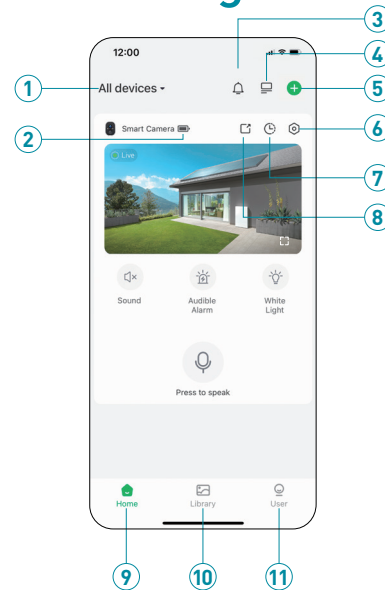 3
12:00
4
1
All devices
5
2
Smart Camera
6
Live
7
8
Sound
Audible
Alarm
White
Light
Press to speak
Home
Library
User
9
10
11